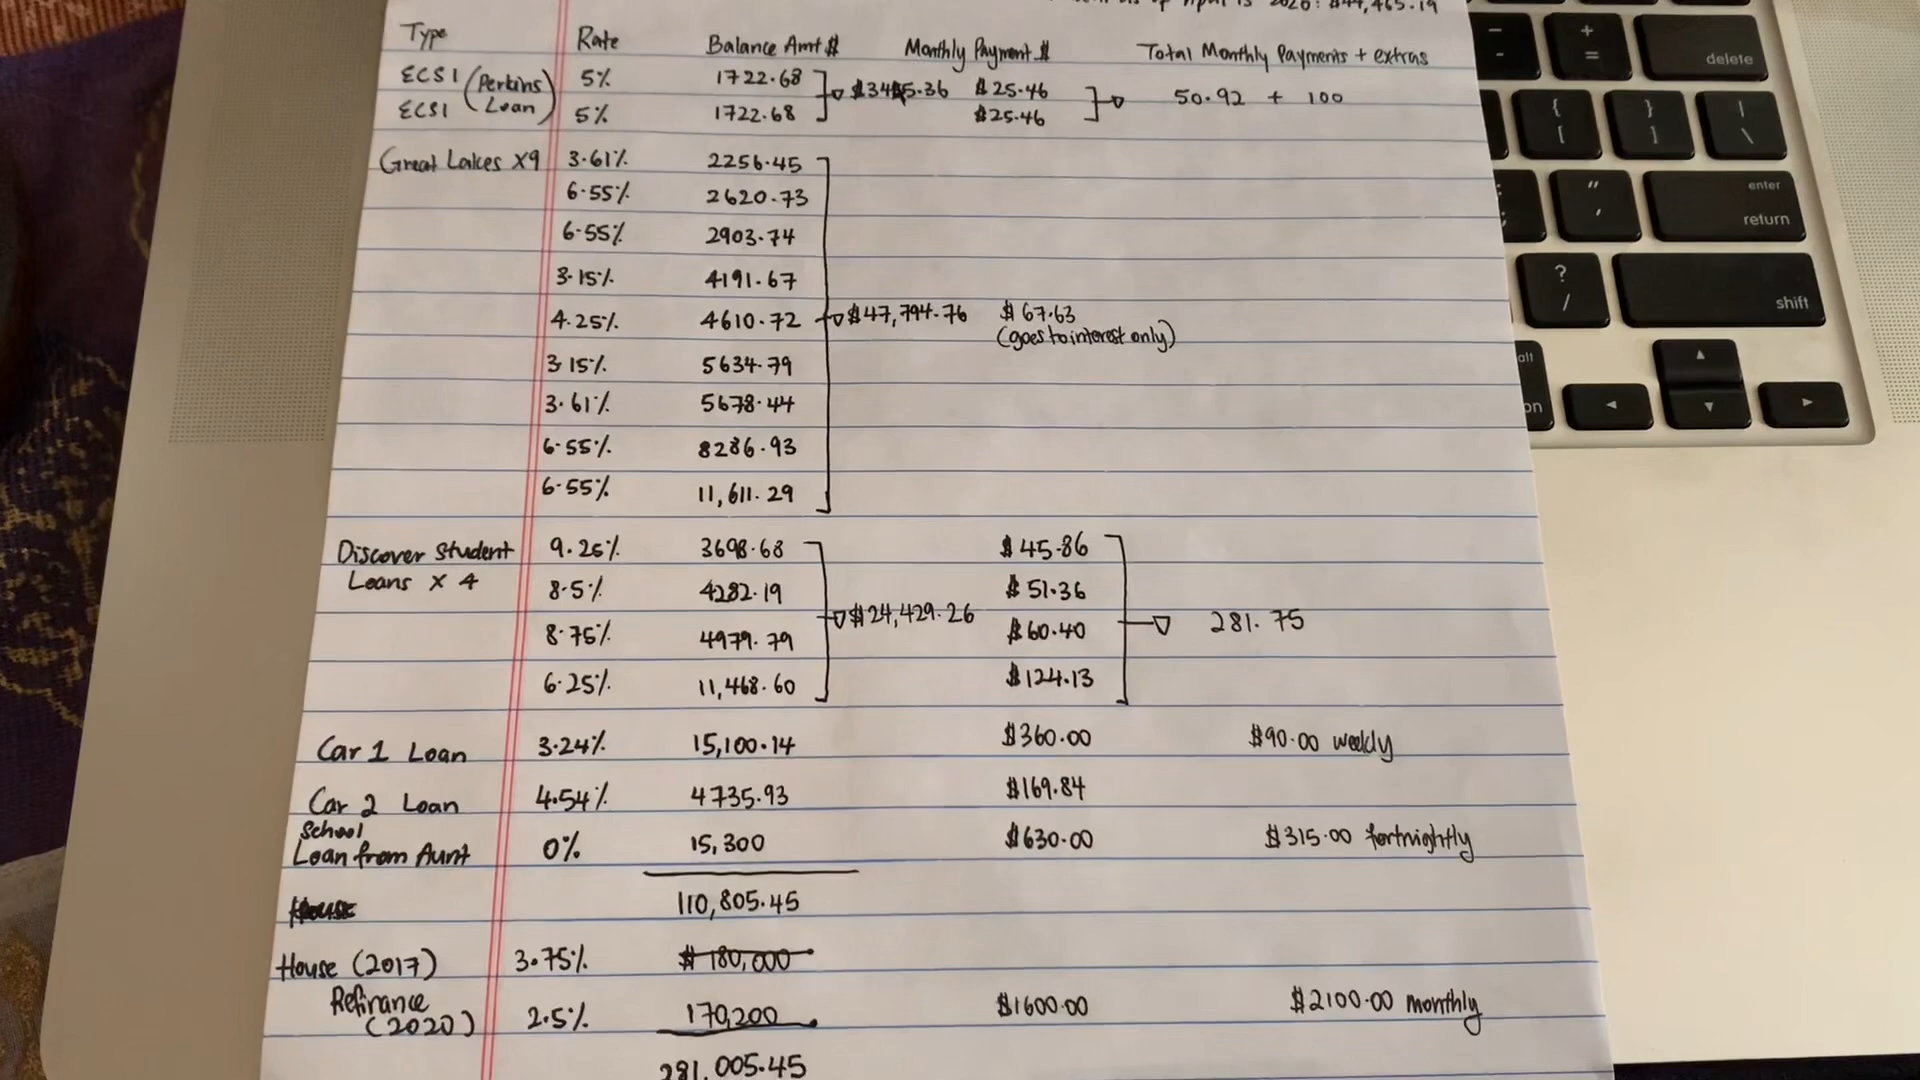 2020: $44,465.19
Type Rate Balance Amt $ Monthly Payment $ Total Monthly Payments + extras
ECSI (Perkins 5% 1722.68 $3445.36 $25.46 50.92 + 100
ECSI Loan) 5% 1722.68 $25.46
Great Lakes x9 3.61% 2256.45
6.55% 2620.73
6.55% 2903.74
3.15% 4191.67
4.25% 4610.72 $47,794.76 $67.63
(goes to interest only)
3.15% 5634.79
3.61% 5678.44
6.55% 8286.93
6.55% 11,611.29
Discover Student 9.25% 3698.68 $45.86
Loans x 4 8.5% 4282.19 $51.36
$24,429.26 281.75
8.75% 4979.79 $60.40
6.25% 11,468.60 $124.13
Car 1 Loan 3.24% 15,100.14 $360.00 $90.00 weekly
Car 2 Loan 4.54% 4735.93 $169.84
School
Loan from Aunt 0% 15,300 $630.00 $315.00 fortnightly
House 110,805.45
House (2017) 3.75% $180,000
Refinance
(2020) 2.5% 170,200 $1600.00 $2100.00 monthly
281,005.45
- + delete
_ =
{ } |
[ ] \
" enter
; ' return
? shift
/
alt
on